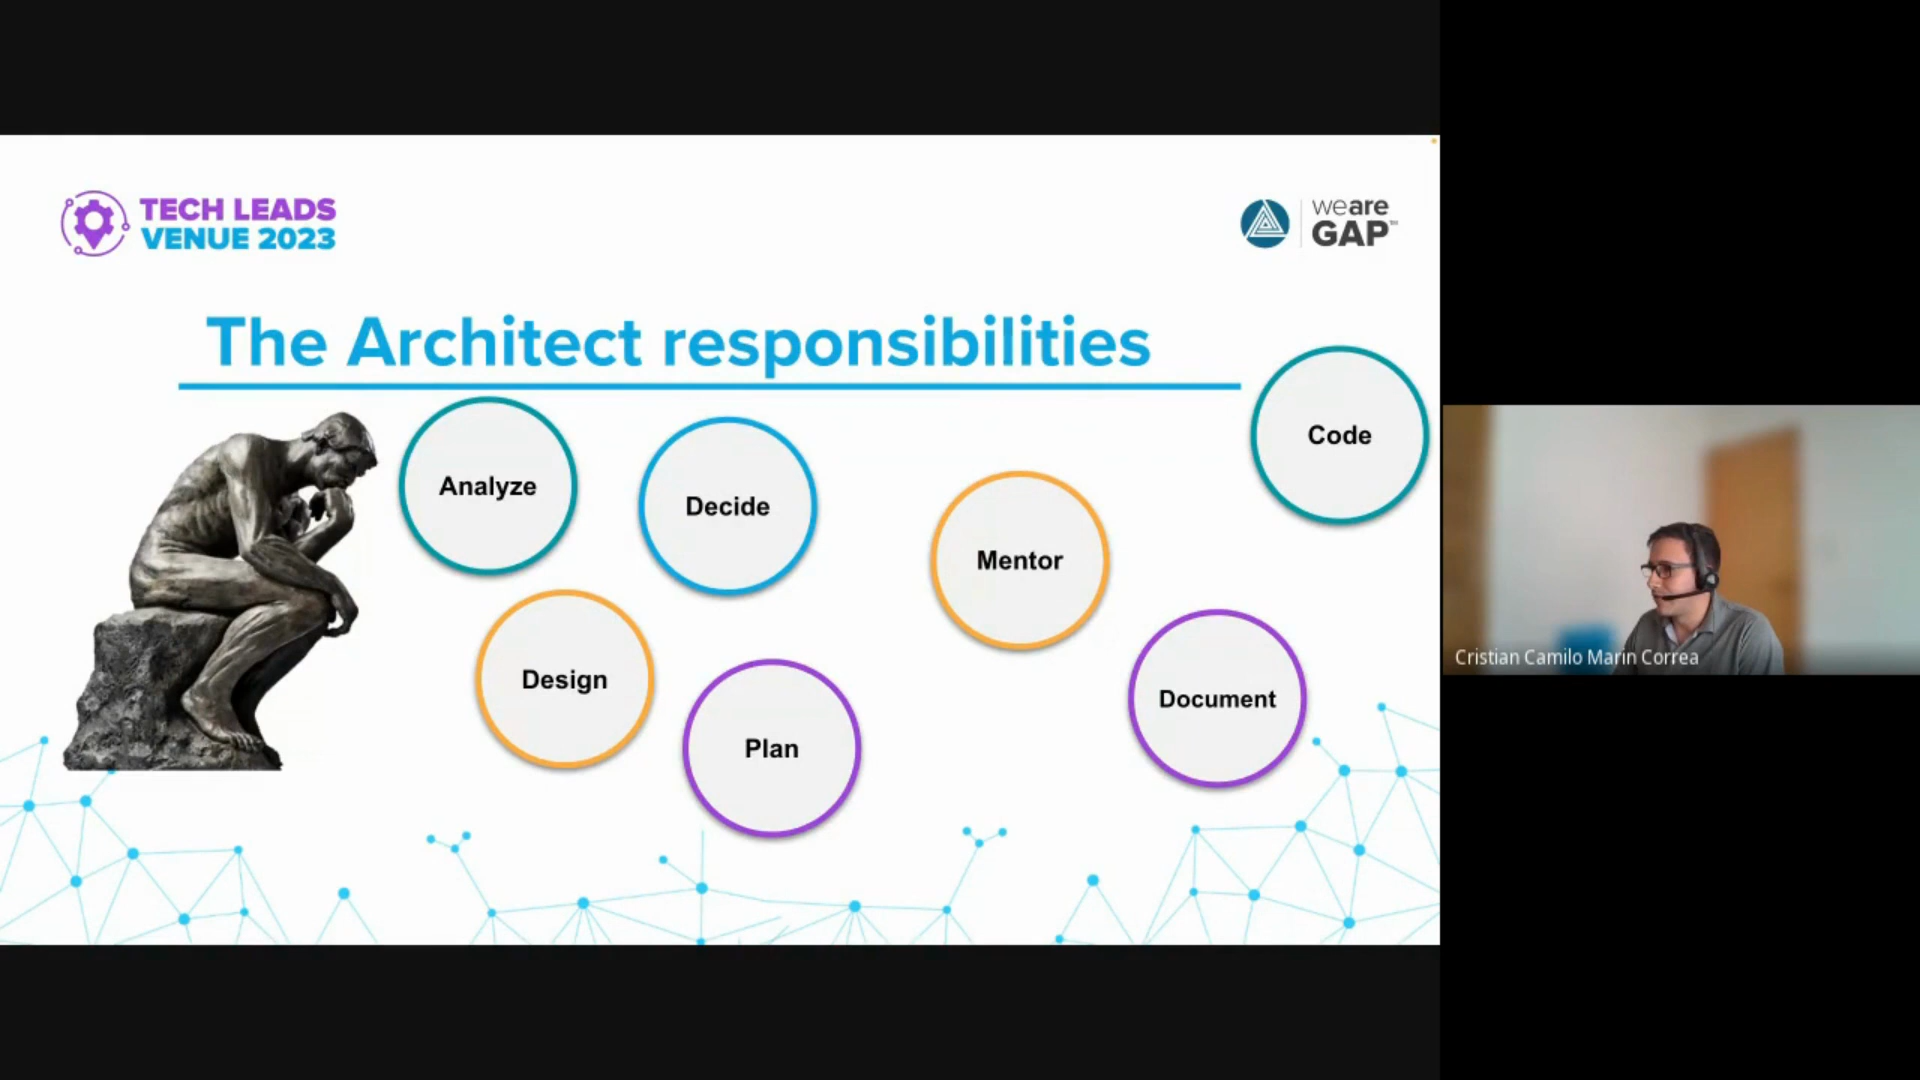 TECH LEADS
VENUE 2023
weare
GAP™
The Architect responsibilities
Code
Analyze
Decide
Mentor
Design
Document
Plan
Cristian Camilo Marin Correa